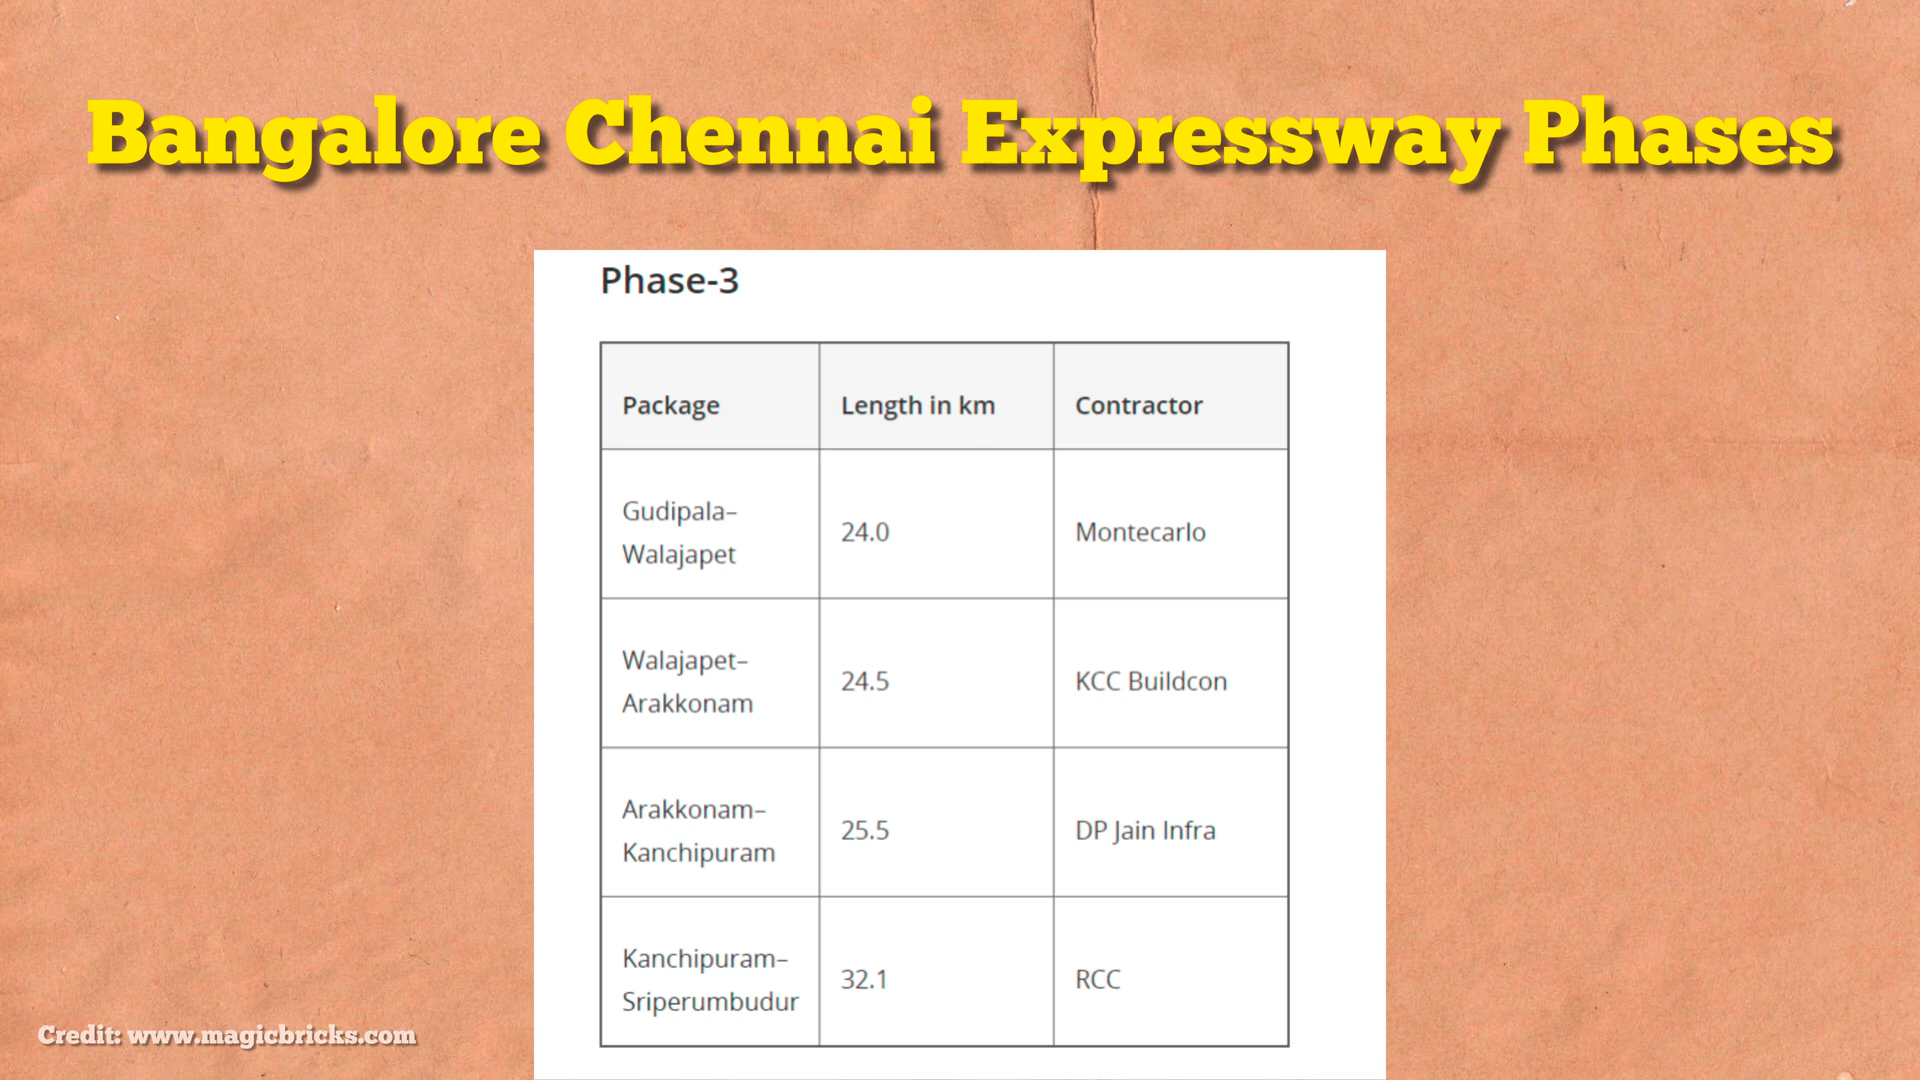 Bangalore Chennai Expressway Phases
Phase-3
Package Length in km Contractor
Gudipala–
Walajapet
24.0
Montecarlo
Walajapet–
Arakkonam
24.5
KCC Buildcon
Arakkonam–
Kanchipuram
25.5
DP Jain Infra
Kanchipuram–
Sriperumbudur
32.1
RCC
Credit: www.magicbricks.com